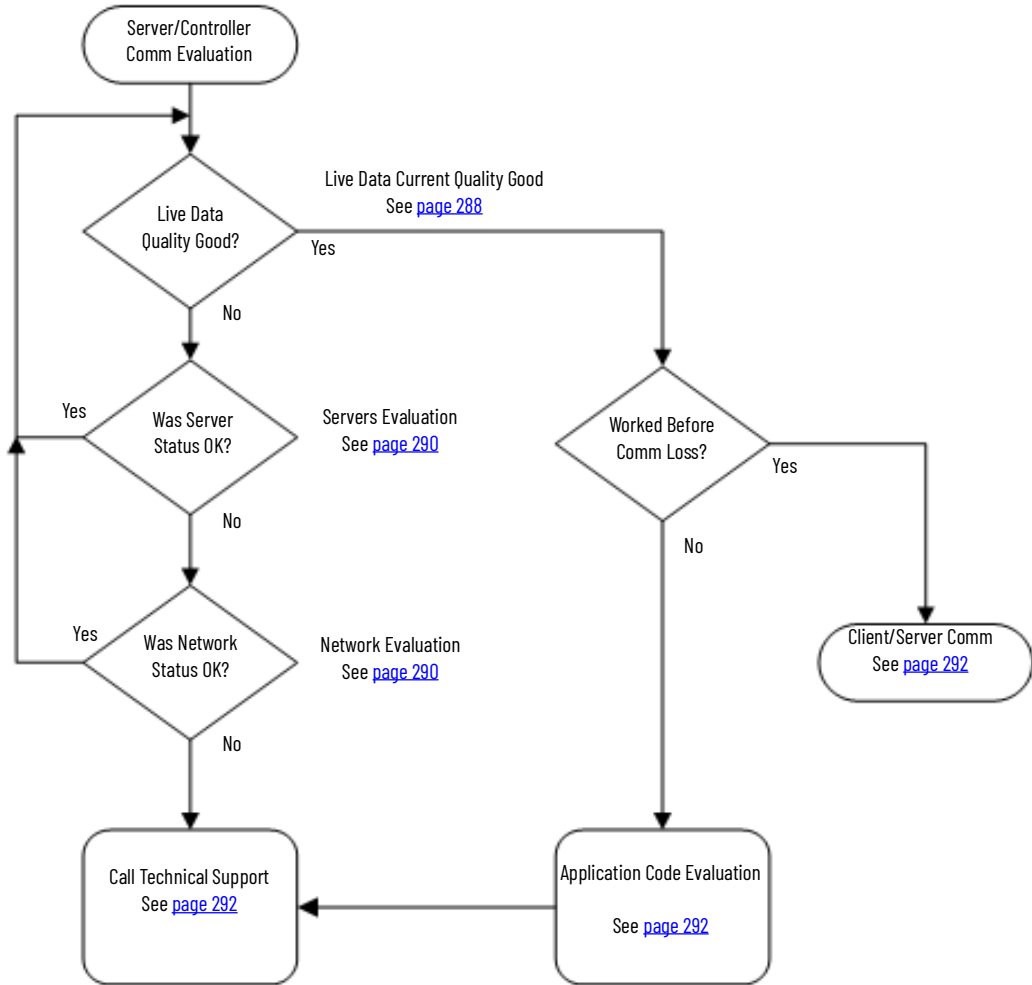 Server/Controller
Comm Evaluation
Live Data Current Quality Good
See page 288
Live Data
Quality Good?
Yes
No
Yes
Was Server
Status OK?
Servers Evaluation
See page 290
Worked Before
Comm Loss?
Yes
No
No
Yes
Was Network
Status OK?
Network Evaluation
See page 290
Client/Server Comm
See page 292
No
Call Technical Support
See page 292
Application Code Evaluation
See page 292